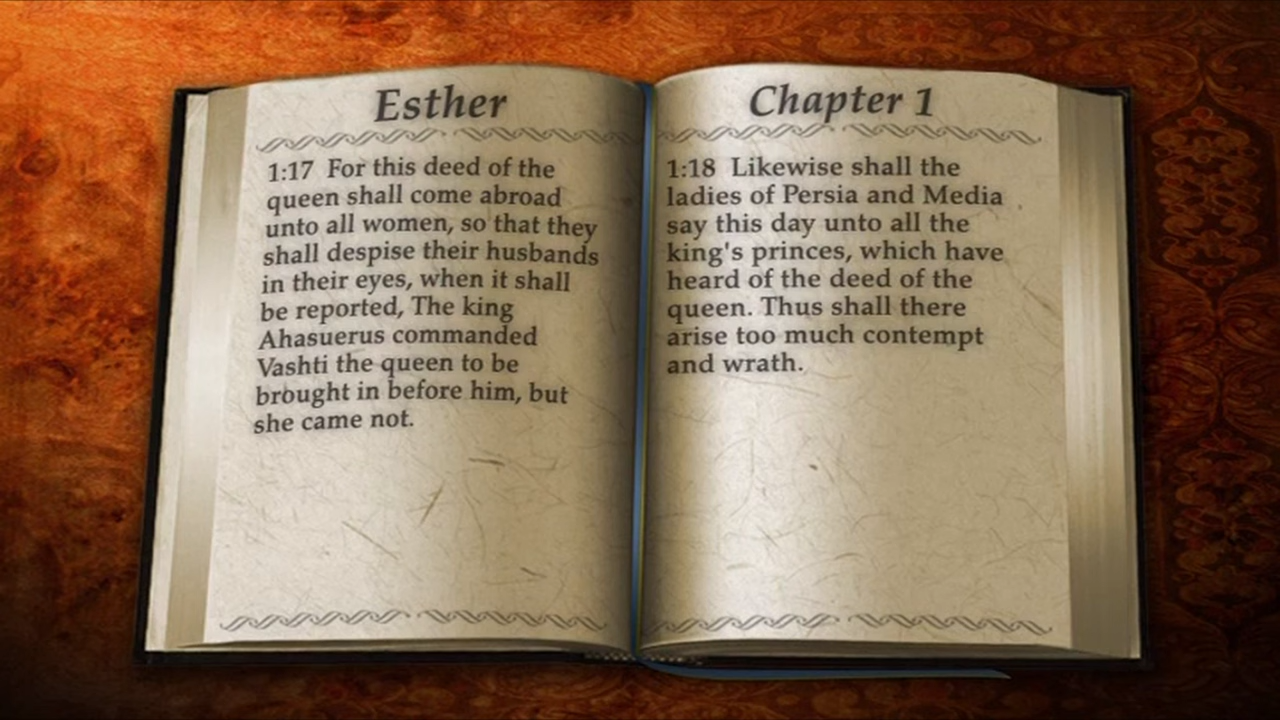 Esther
1:17 For this deed of the
queen shall come abroad
unto all women, so that they
shall despise their husbands
in their eyes, when it shall
be reported, The king
Ahasuerus commanded
Vashti the queen to be
brought in before him, but
she came not.
Chapter 1
1:18 Likewise shall the
ladies of Persia and Media
say this day unto all the
king's princes, which have
heard of the deed of the
queen. Thus shall there
arise too much contempt
and wrath.